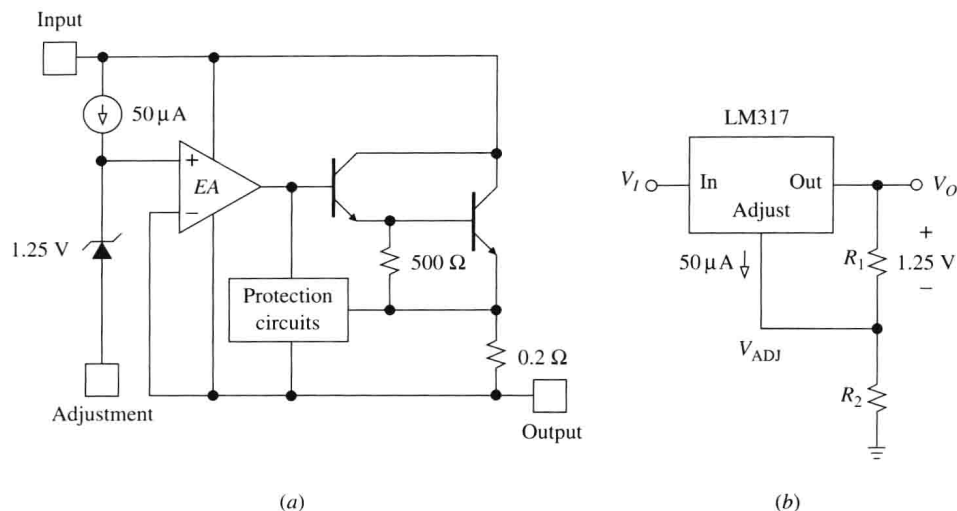 Input
50 μA
+
EA
−
1.25 V
500 Ω
Protection
circuits
0.2 Ω
Adjustment
Output
(a)
LM317
V_I
In
Out
V_O
Adjust
+
50 μA
R_1
1.25 V
−
V_ADJ
R_2
(b)